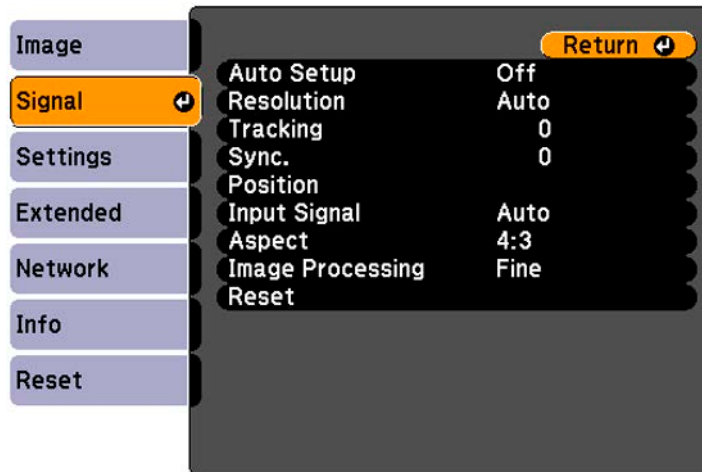 Image
Signal
Settings
Extended
Network
Info
Reset
Return
Auto Setup Off
Resolution Auto
Tracking 0
Sync. 0
Position
Input Signal Auto
Aspect 4:3
Image Processing Fine
Reset